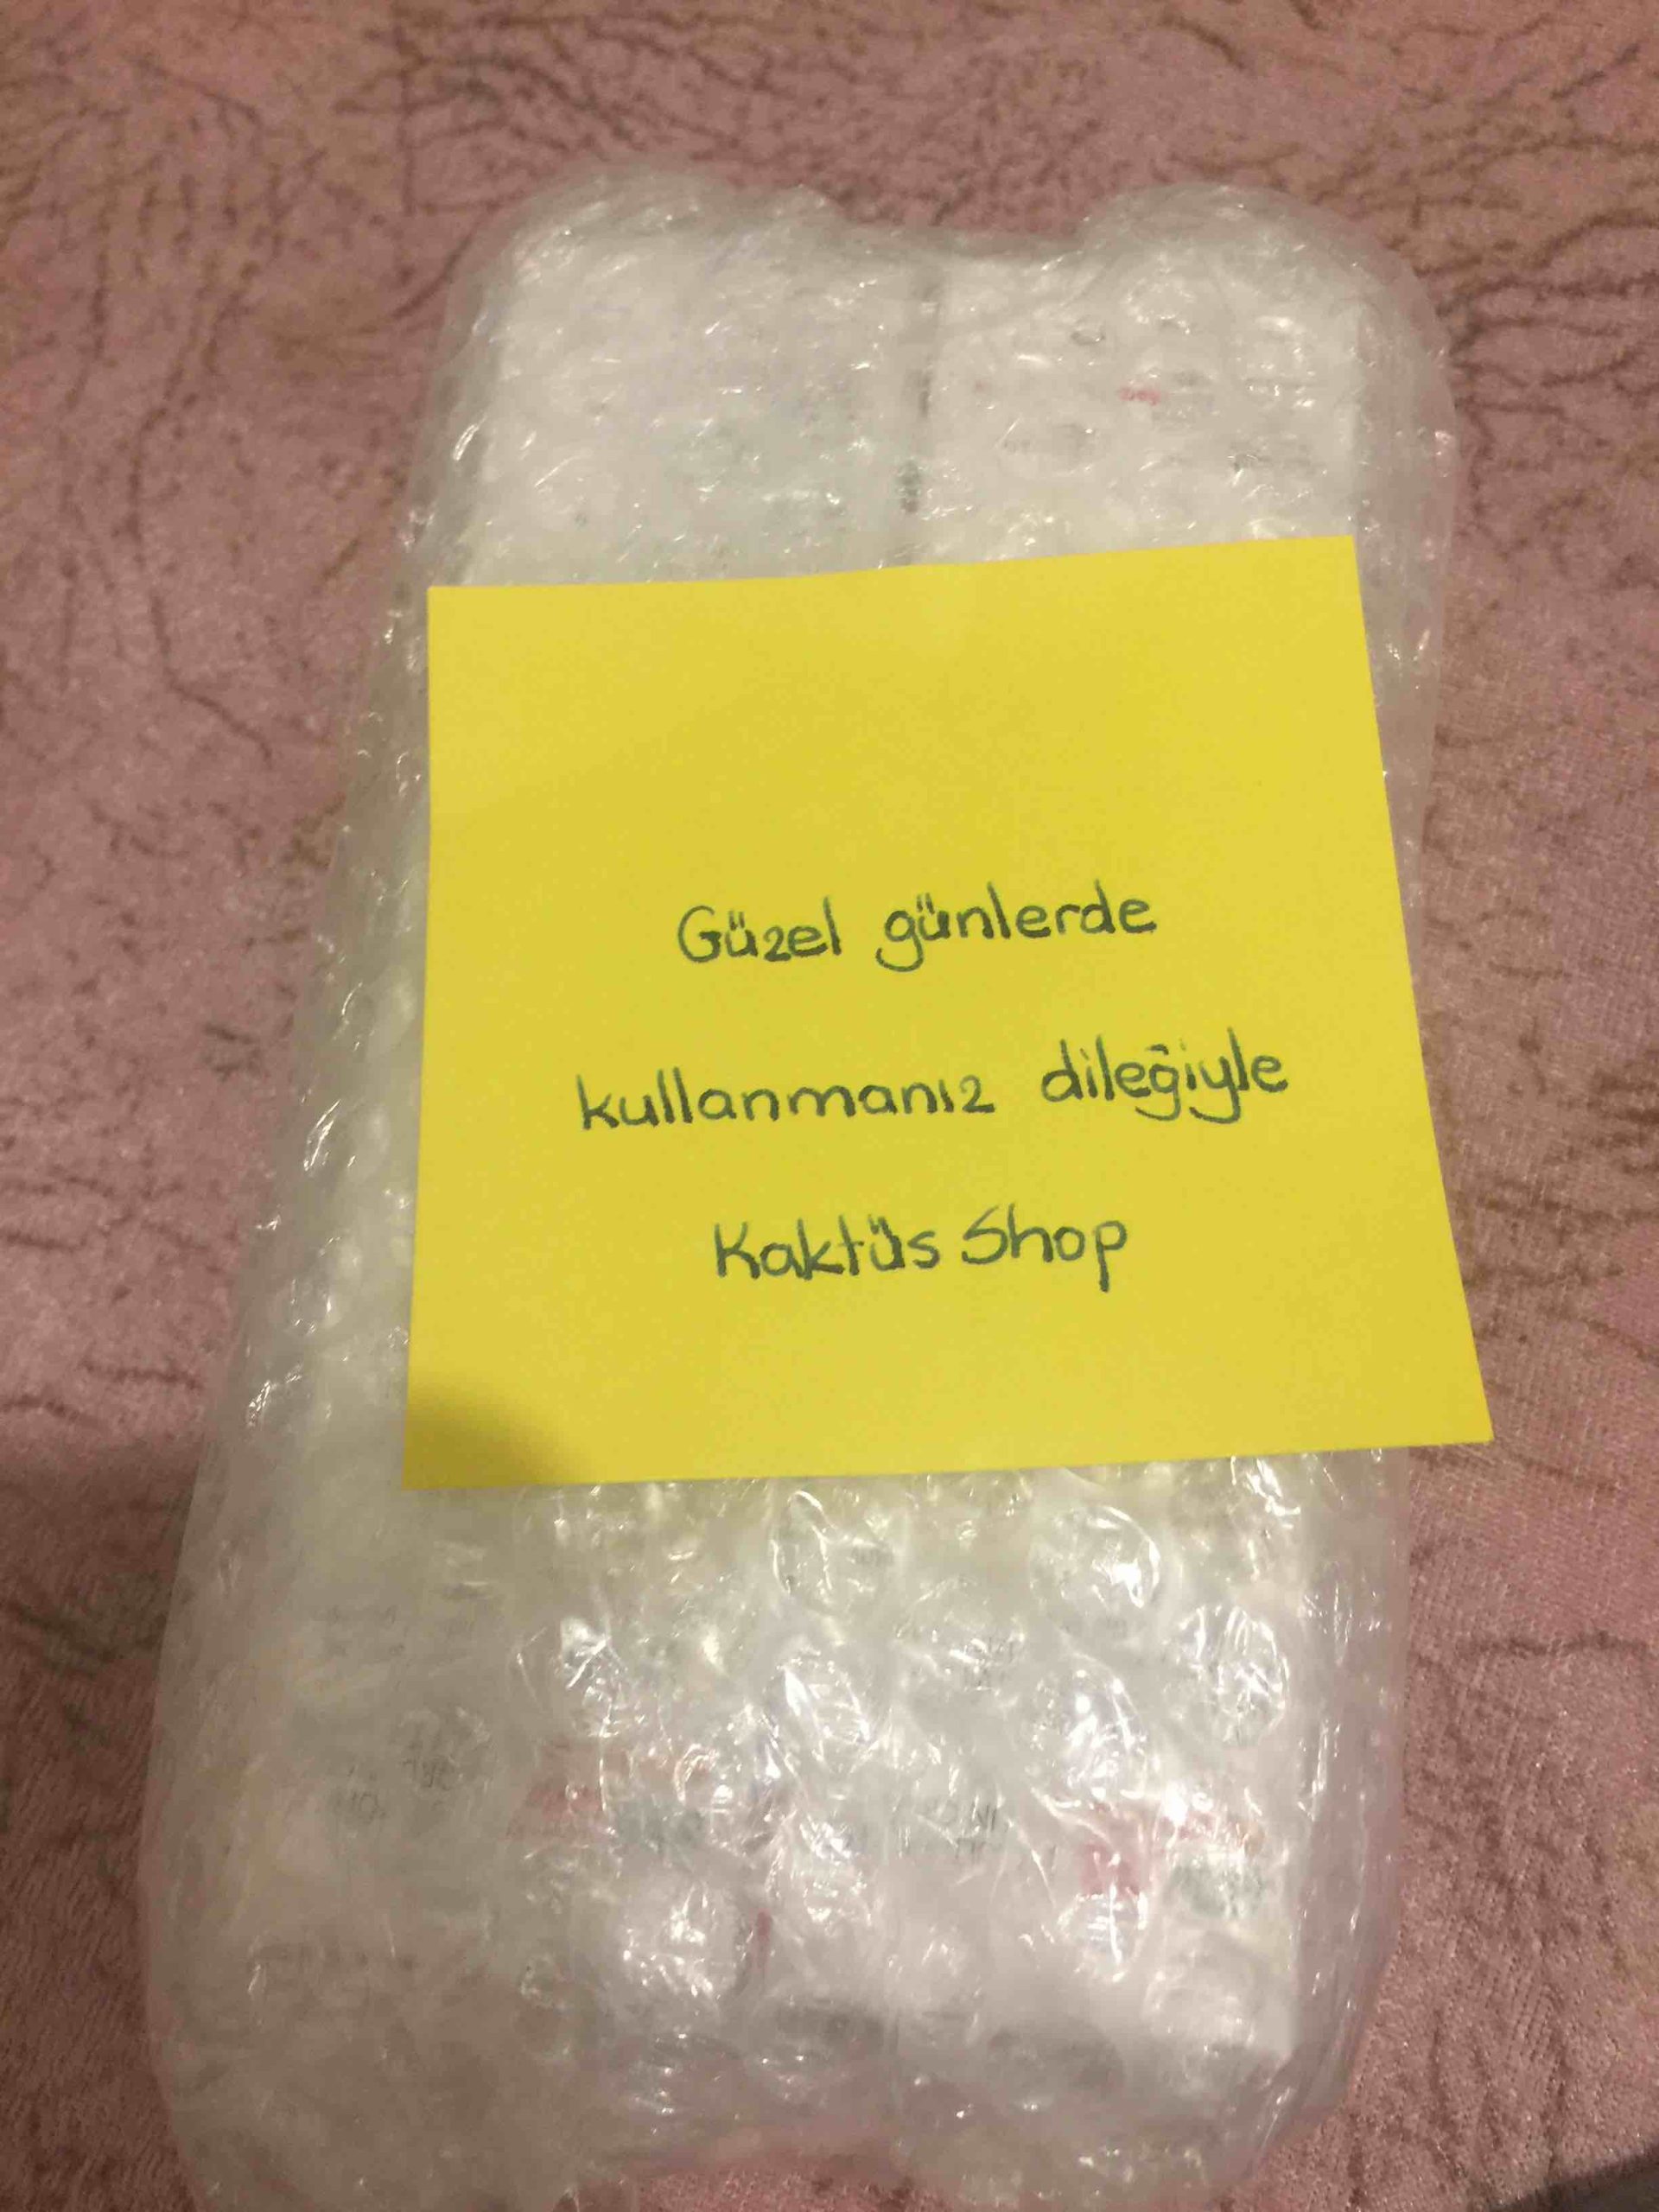 Güzel günlerde
kullanmanız dileğiyle
Kaktüs Shop